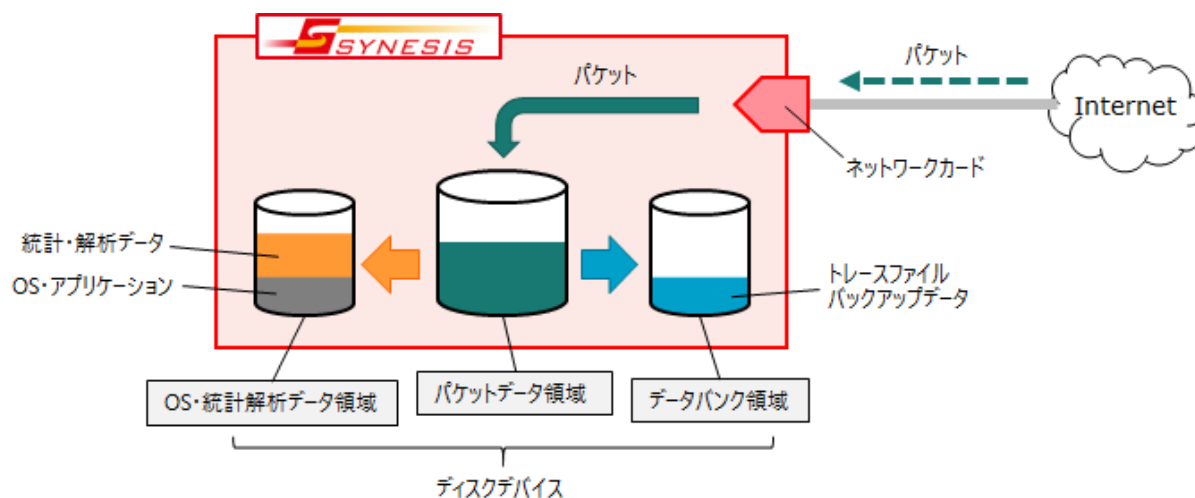 SYNESIS
パケット
パケット
Internet
ネットワークカード
統計・解析データ
OS・アプリケーション
トレースファイル
バックアップデータ
OS・統計解析データ領域
パケットデータ領域
データバンク領域
ディスクデバイス